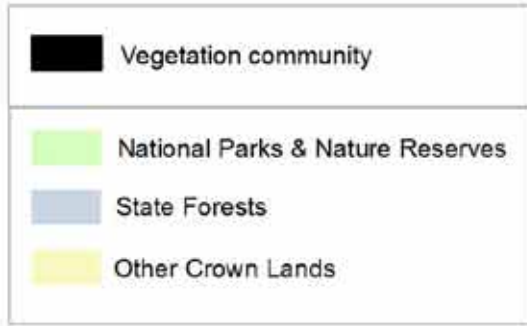 Vegetation community
National Parks & Nature Reserves
State Forests
Other Crown Lands